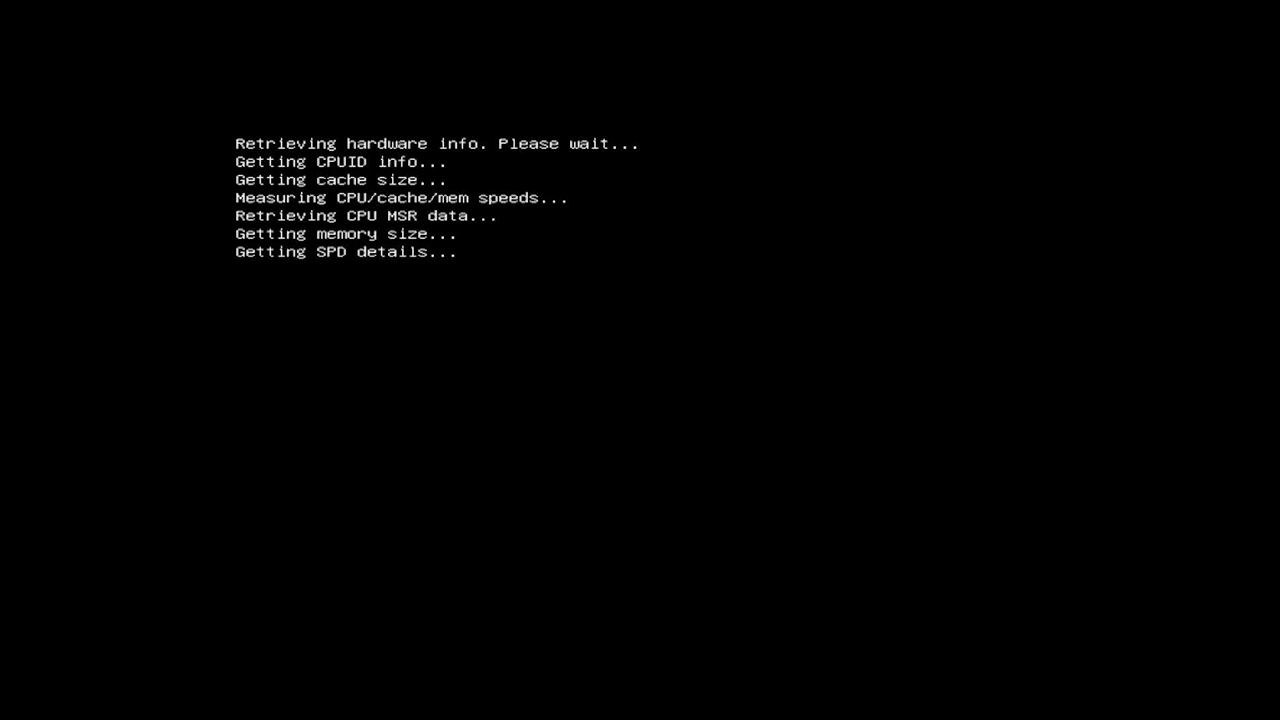 Retrieving hardware info. Please wait...
Getting CPUID info...
Getting cache size...
Measuring CPU/cache/mem speeds...
Retrieving CPU MSR data...
Getting memory size...
Getting SPD details...